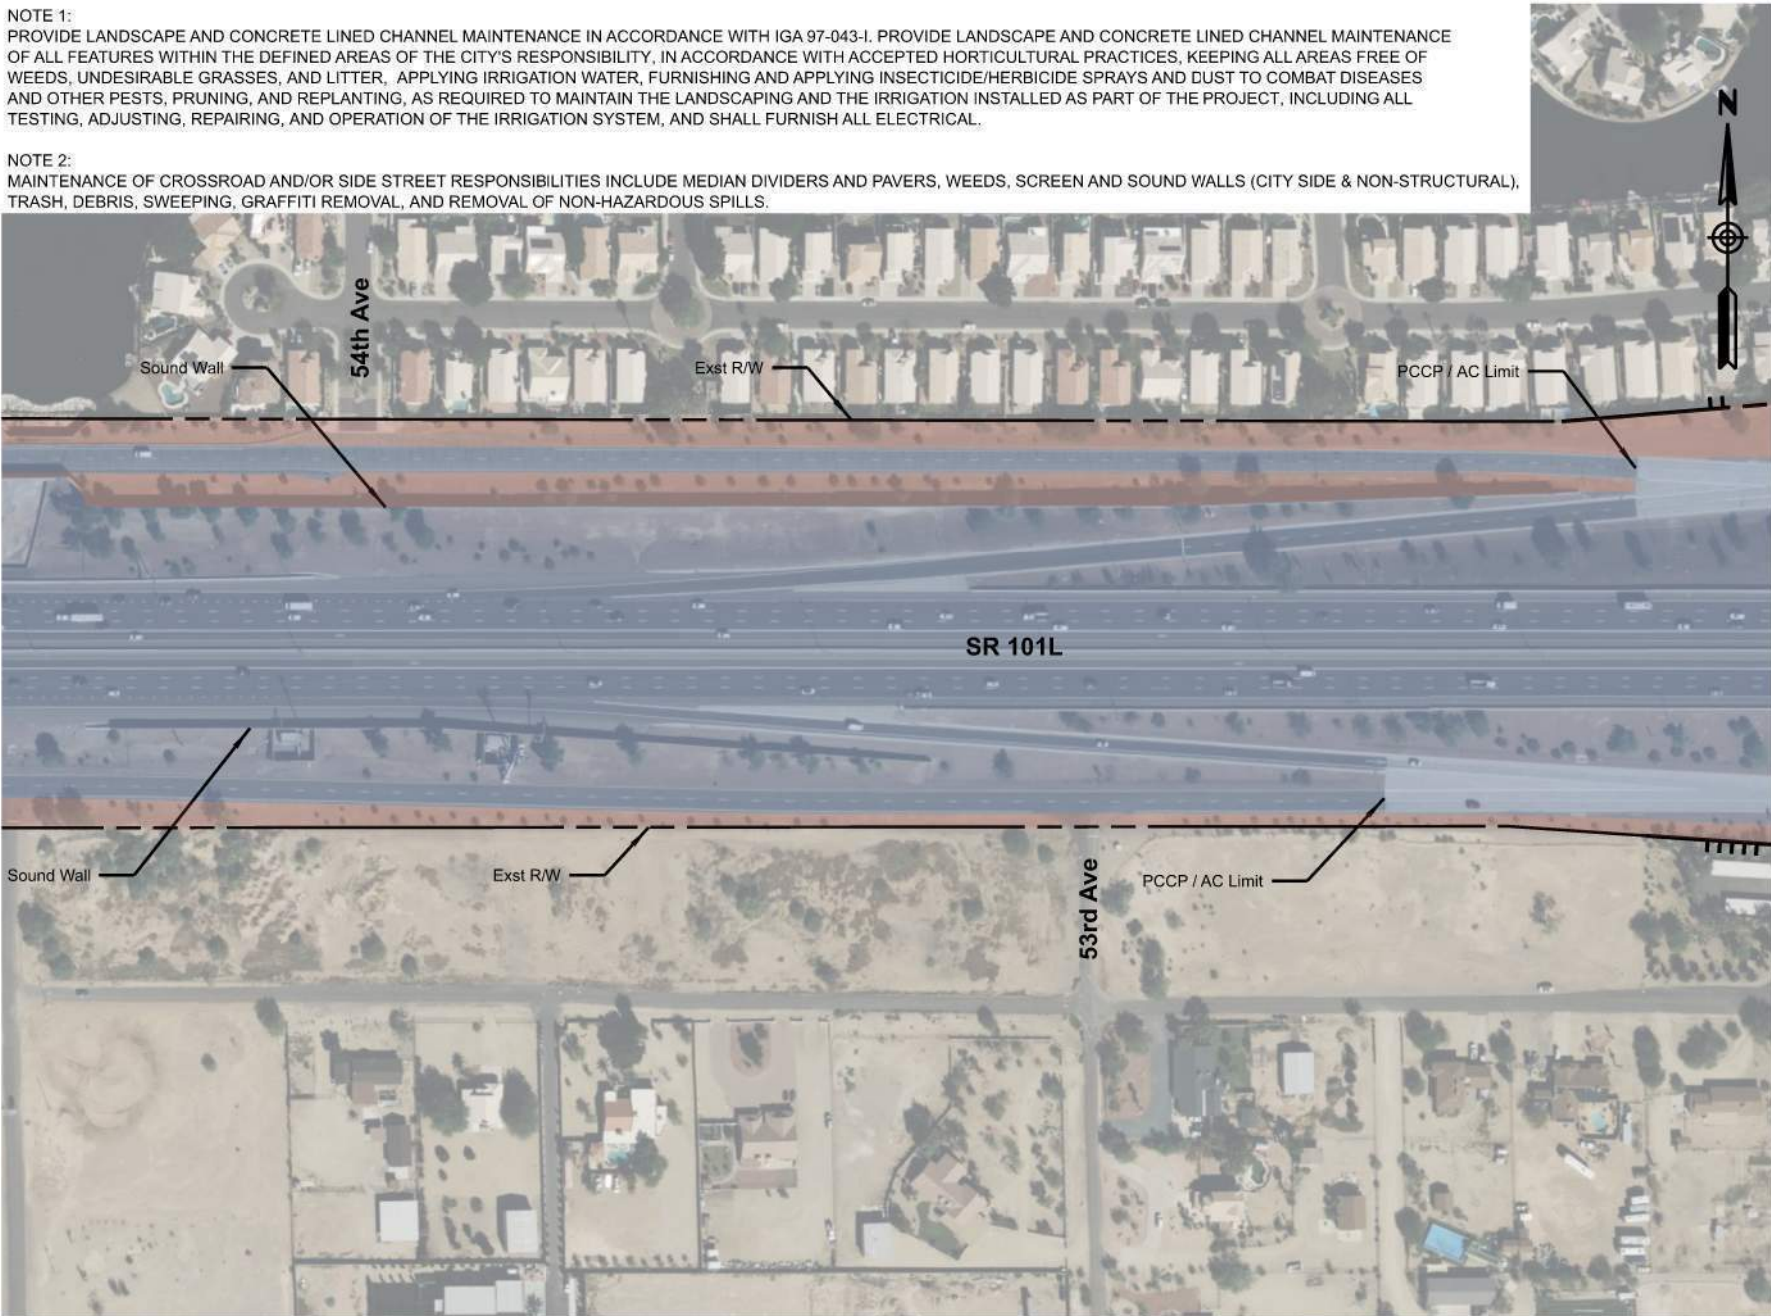 NOTE 1:
PROVIDE LANDSCAPE AND CONCRETE LINED CHANNEL MAINTENANCE IN ACCORDANCE WITH IGA 97-043-I. PROVIDE LANDSCAPE AND CONCRETE LINED CHANNEL MAINTENANCE
OF ALL FEATURES WITHIN THE DEFINED AREAS OF THE CITY'S RESPONSIBILITY, IN ACCORDANCE WITH ACCEPTED HORTICULTURAL PRACTICES, KEEPING ALL AREAS FREE OF
WEEDS, UNDESIRABLE GRASSES, AND LITTER, APPLYING IRRIGATION WATER, FURNISHING AND APPLYING INSECTICIDE/HERBICIDE SPRAYS AND DUST TO COMBAT DISEASES
AND OTHER PESTS, PRUNING, AND REPLANTING, AS REQUIRED TO MAINTAIN THE LANDSCAPING AND THE IRRIGATION INSTALLED AS PART OF THE PROJECT, INCLUDING ALL
TESTING, ADJUSTING, REPAIRING, AND OPERATION OF THE IRRIGATION SYSTEM, AND SHALL FURNISH ALL ELECTRICAL.
NOTE 2:
MAINTENANCE OF CROSSROAD AND/OR SIDE STREET RESPONSIBILITIES INCLUDE MEDIAN DIVIDERS AND PAVERS, WEEDS, SCREEN AND SOUND WALLS (CITY SIDE & NON-STRUCTURAL),
TRASH, DEBRIS, SWEEPING, GRAFFITI REMOVAL, AND REMOVAL OF NON-HAZARDOUS SPILLS.
N
54th Ave
Sound Wall
Exst R/W
PCCP / AC Limit
SR 101L
Sound Wall
Exst R/W
53rd Ave
PCCP / AC Limit